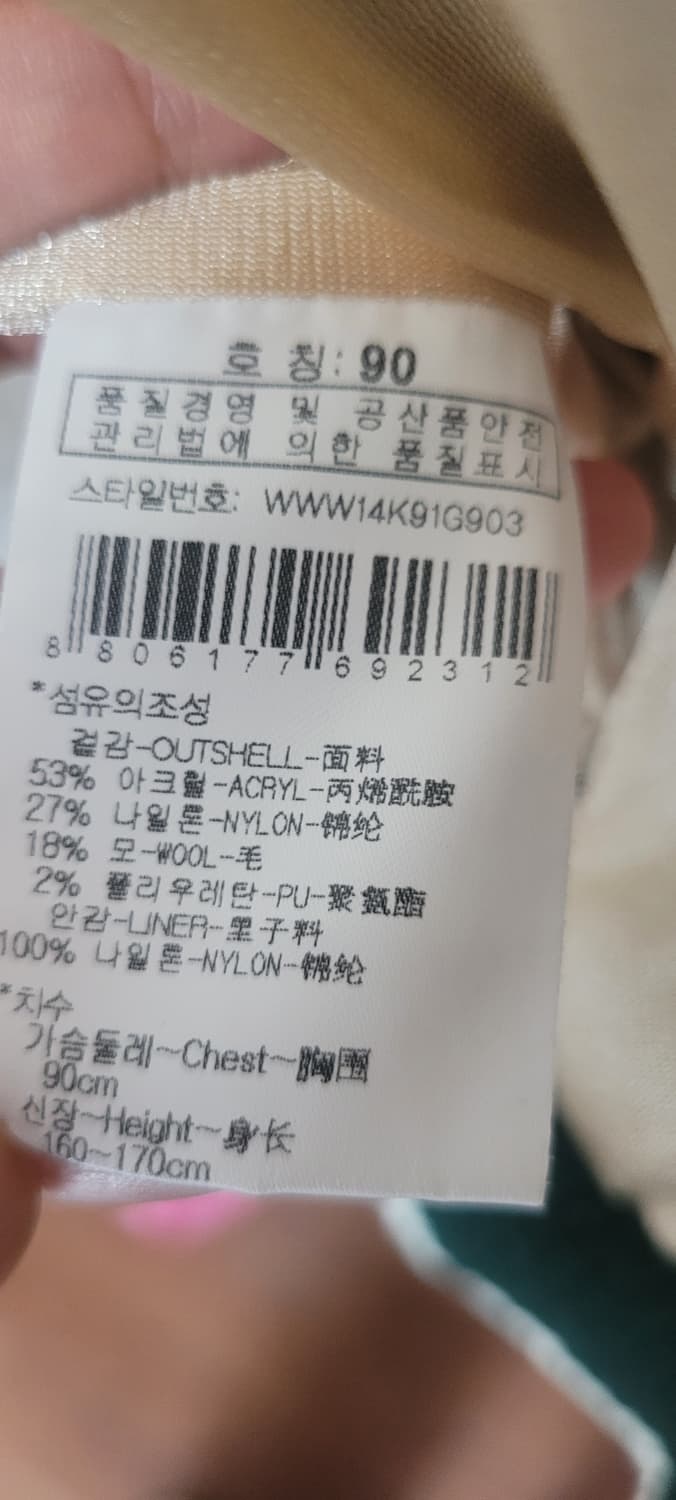 호 칭: 90
품질경영 및 공산품안전
관리법에 의한 품질표시
스타일번호: WWW14K91G903
8 806177 692312
*섬유의조성
겉감-OUTSHELL-面料
53% 아크릴-ACRYL-丙烯酰胺
27% 나일론-NYLON-锦纶
18% 모-WOOL-毛
2% 폴리우레탄-PU-聚氨酯
안감-LINER-里子料
100% 나일론-NYLON-锦纶
*치수
가슴둘레~Chest~胸围
90cm
신장~Height~身长
160~170cm